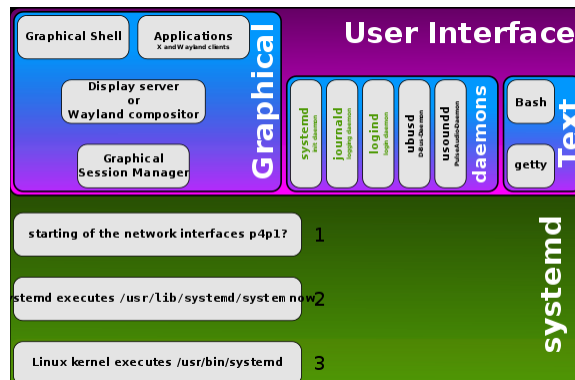 User Interface
Graphical
Graphical Shell
Applications
X and Wayland clients
Display server
or
Wayland compositor
Graphical
Session Manager
systemd
init daemon
journald
logging daemon
logind
login daemon
ubusd
D-Bus-Daemon
usoundd
PulseAudio-Daemon
daemons
Bash
getty
Text
systemd
starting of the network interfaces p4p1?
1
stemd executes /usr/lib/systemd/system now
2
Linux kernel executes /usr/bin/systemd
3